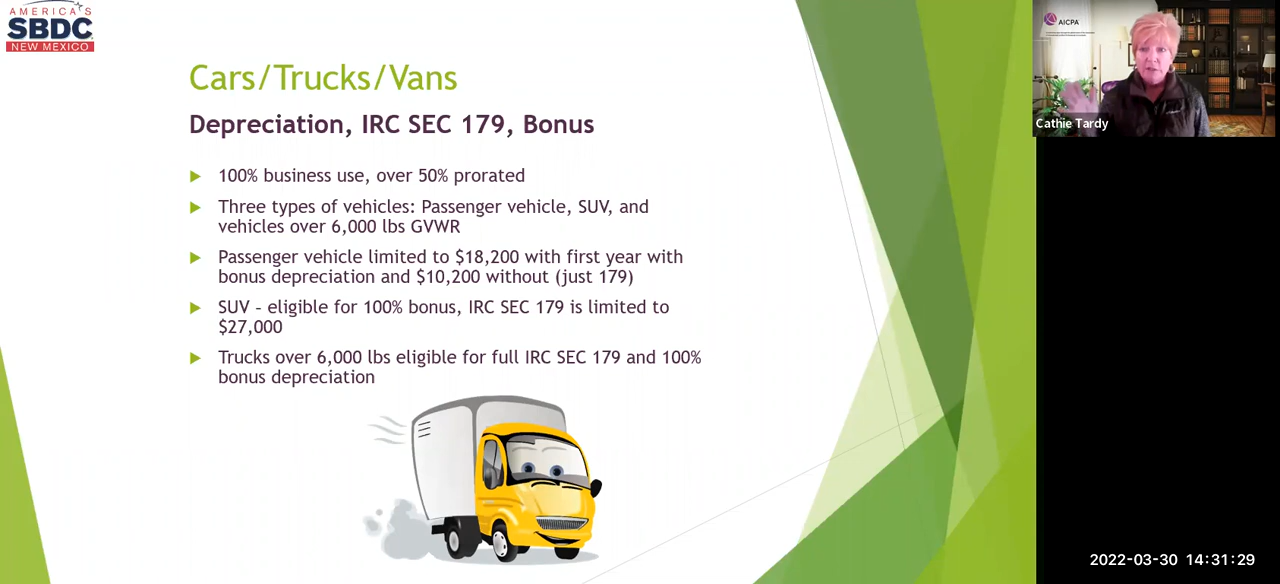 AMERICA'S
SBDC
NEW MEXICO
Cars/Trucks/Vans
Depreciation, IRC SEC 179, Bonus
100% business use, over 50% prorated
Three types of vehicles: Passenger vehicle, SUV, and
vehicles over 6,000 lbs GVWR
Passenger vehicle limited to $18,200 with first year with
bonus depreciation and $10,200 without (just 179)
SUV – eligible for 100% bonus, IRC SEC 179 is limited to
$27,000
Trucks over 6,000 lbs eligible for full IRC SEC 179 and 100%
bonus depreciation
AICPA
Cathie Tardy
2022-03-30 14:31:29